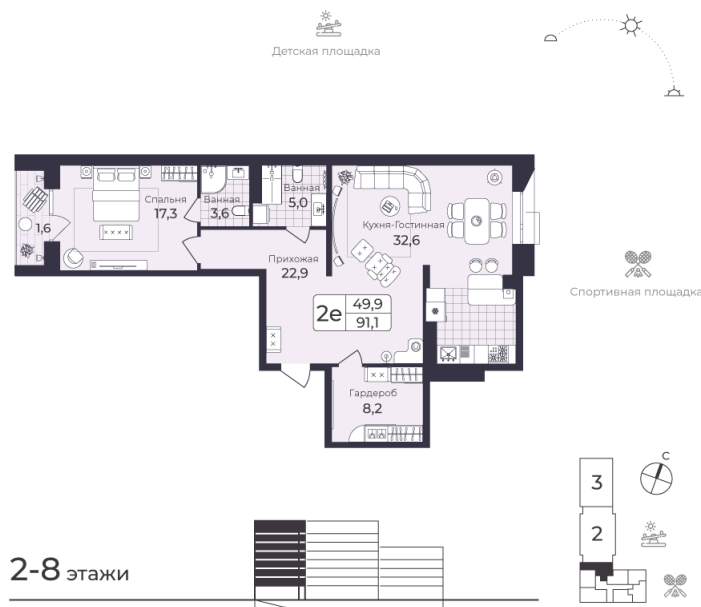 Детская площадка
Спальня
17,3
1,6
Ванная
3,6
Ванная
5,0
Кухня-Гостинная
32,6
Прихожая
22,9
2е
49,9
91,1
Гардероб
8,2
Спортивная площадка
С
3
2
2-8 этажи